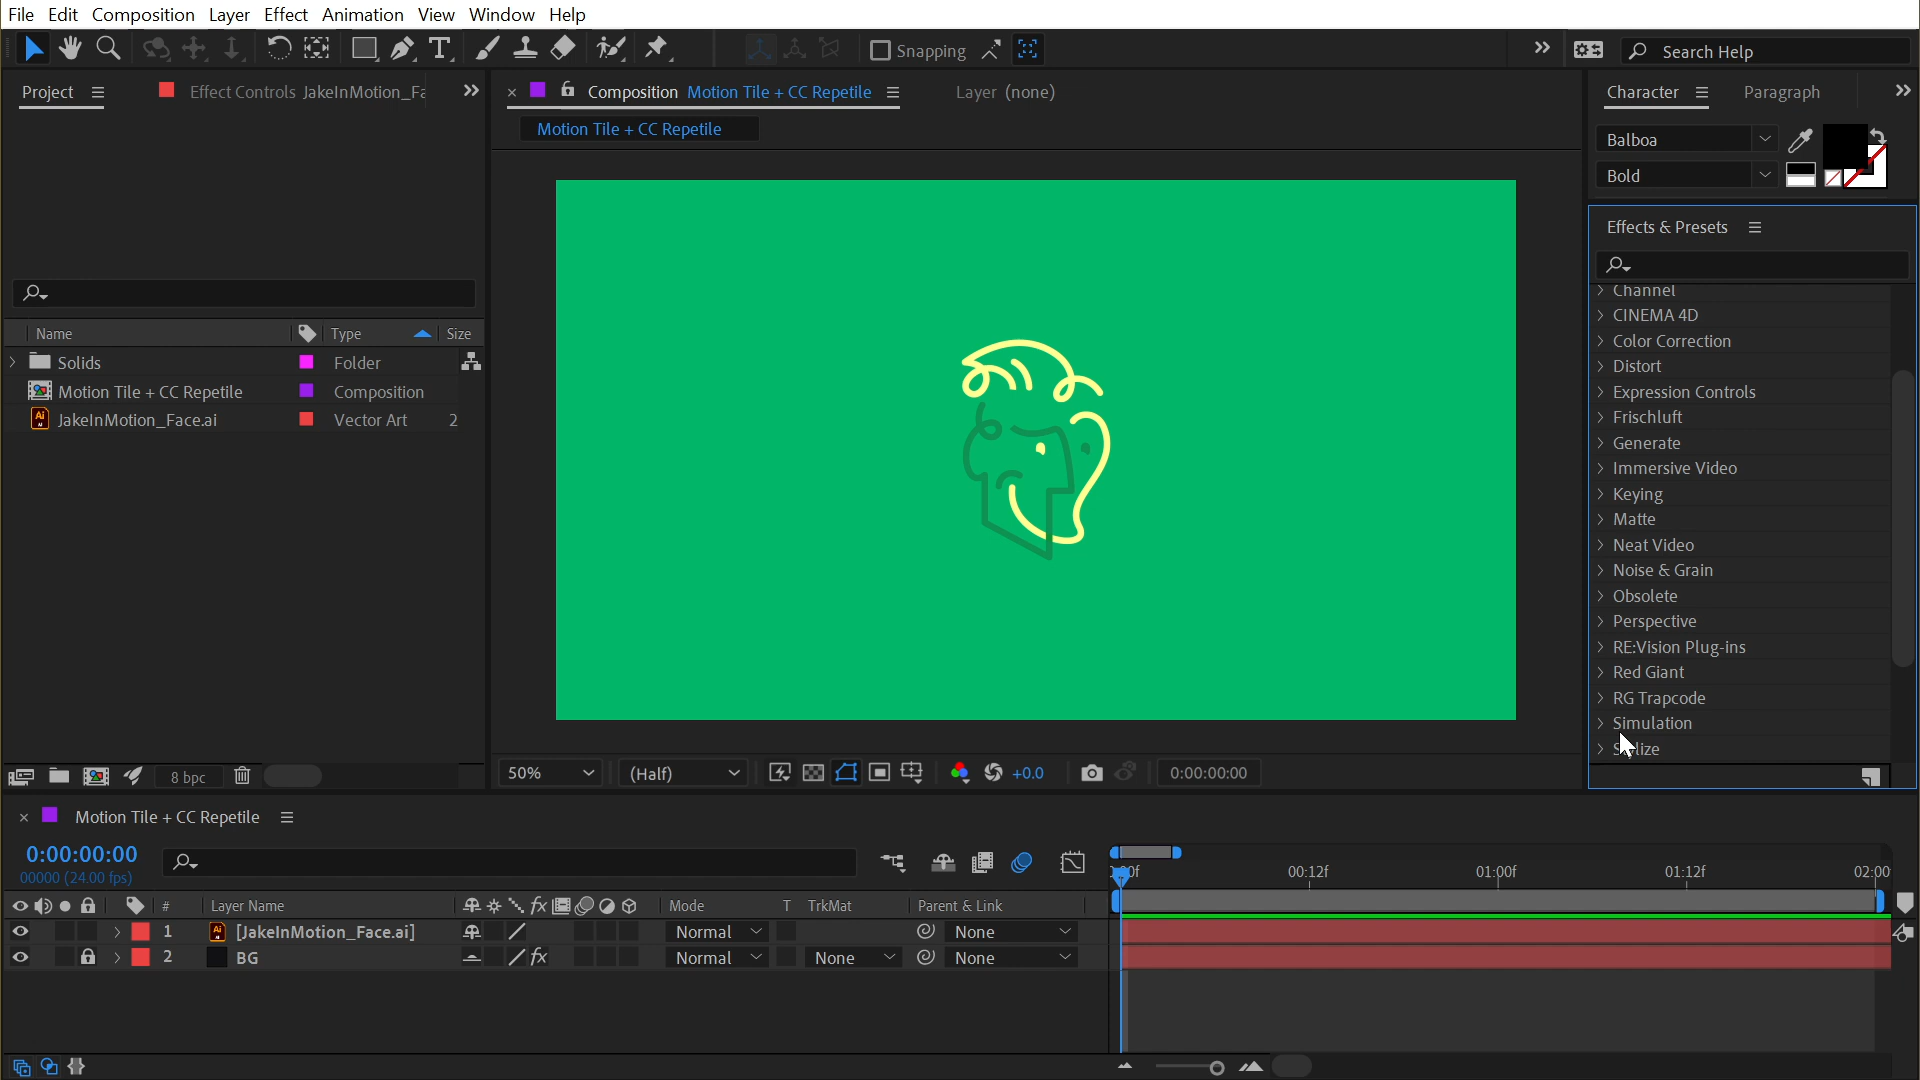 File Edit Composition Layer Effect Animation View Window Help
Snapping
Search Help
Project
Effect Controls JakeInMotion_Fa
Composition Motion Tile + CC Repetile
Layer (none)
Motion Tile + CC Repetile
Character
Paragraph
Balboa
Bold
Effects & Presets
Channel
CINEMA 4D
Color Correction
Distort
Expression Controls
Frischluft
Generate
Immersive Video
Keying
Matte
Neat Video
Noise & Grain
Obsolete
Perspective
RE:Vision Plug-ins
Red Giant
RG Trapcode
Simulation
Name Type Size
Solids Folder
Motion Tile + CC Repetile Composition
Ai JakeInMotion_Face.ai Vector Art 2
8 bpc
50% (Half) +0.0 0:00:00:00
Motion Tile + CC Repetile
0:00:00:00
00000 (24.00 fps)
00:12f 01:00f 01:12f 02:00
# Layer Name fx Mode T TrkMat Parent & Link
1 Ai [JakeInMotion_Face.ai] Normal None
2 BG fx Normal None None